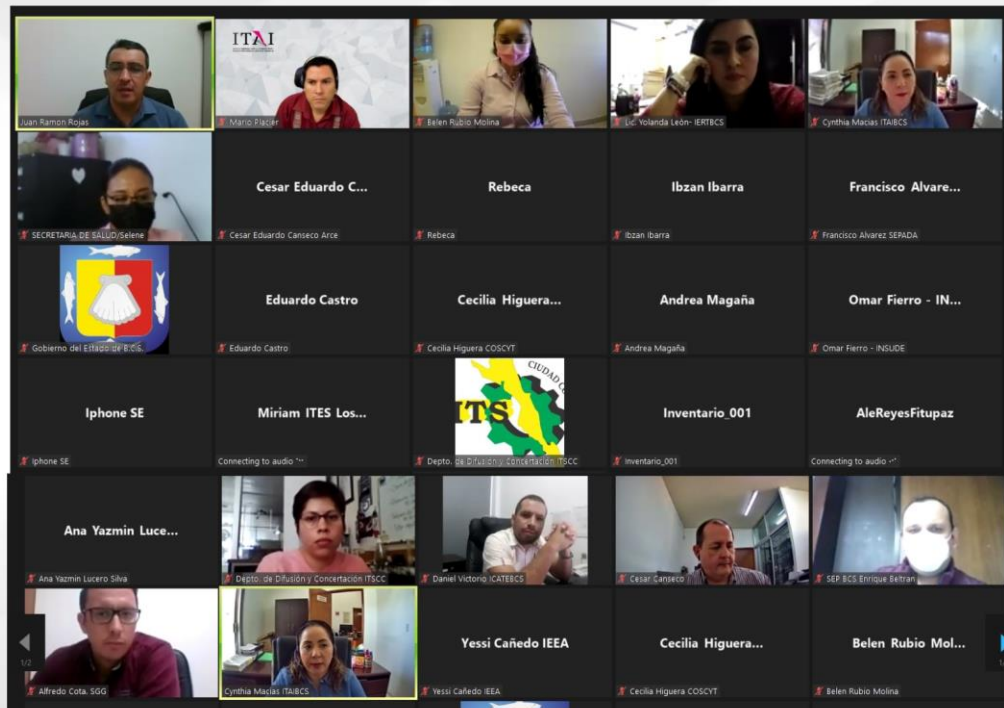 Juan Ramon Rojas
ITAI
Mario Placier
Belen Rubio Molina
Lic. Yolanda León- IERTBCS
Cynthia Macias ITAIBCS
SECRETARIA DE SALUD/Selene
Cesar Eduardo C...
Cesar Eduardo Canseco Arce
Rebeca
Rebeca
Ibzan Ibarra
Ibzan Ibarra
Francisco Alvare...
Francisco Alvarez SEPADA
Gobierno del Estado de B.C.S.
Eduardo Castro
Eduardo Castro
Cecilia Higuera...
Cecilia Higuera COSCYT
Andrea Magaña
Andrea Magaña
Omar Fierro - IN...
Omar Fierro - INSUDE
Iphone SE
Iphone SE
Miriam ITES Los...
Connecting to audio
CIUDAD CO
ITS
Depto. de Difusión y Concertación ITSCC
Inventario_001
Inventario_001
AleReyesFitupaz
Connecting to audio
Ana Yazmin Luce...
Ana Yazmin Lucero Silva
Depto. de Difusión y Concertación ITSCC
Daniel Victorio ICATEBCS
Cesar Canseco
SEP BCS Enrique Beltran
1/2
Alfredo Cota. SGG
Cynthia Macias ITAIBCS
Yessi Cañedo IEEA
Yessi Cañedo IEEA
Cecilia Higuera...
Cecilia Higuera COSCYT
Belen Rubio Mol...
Belen Rubio Molina